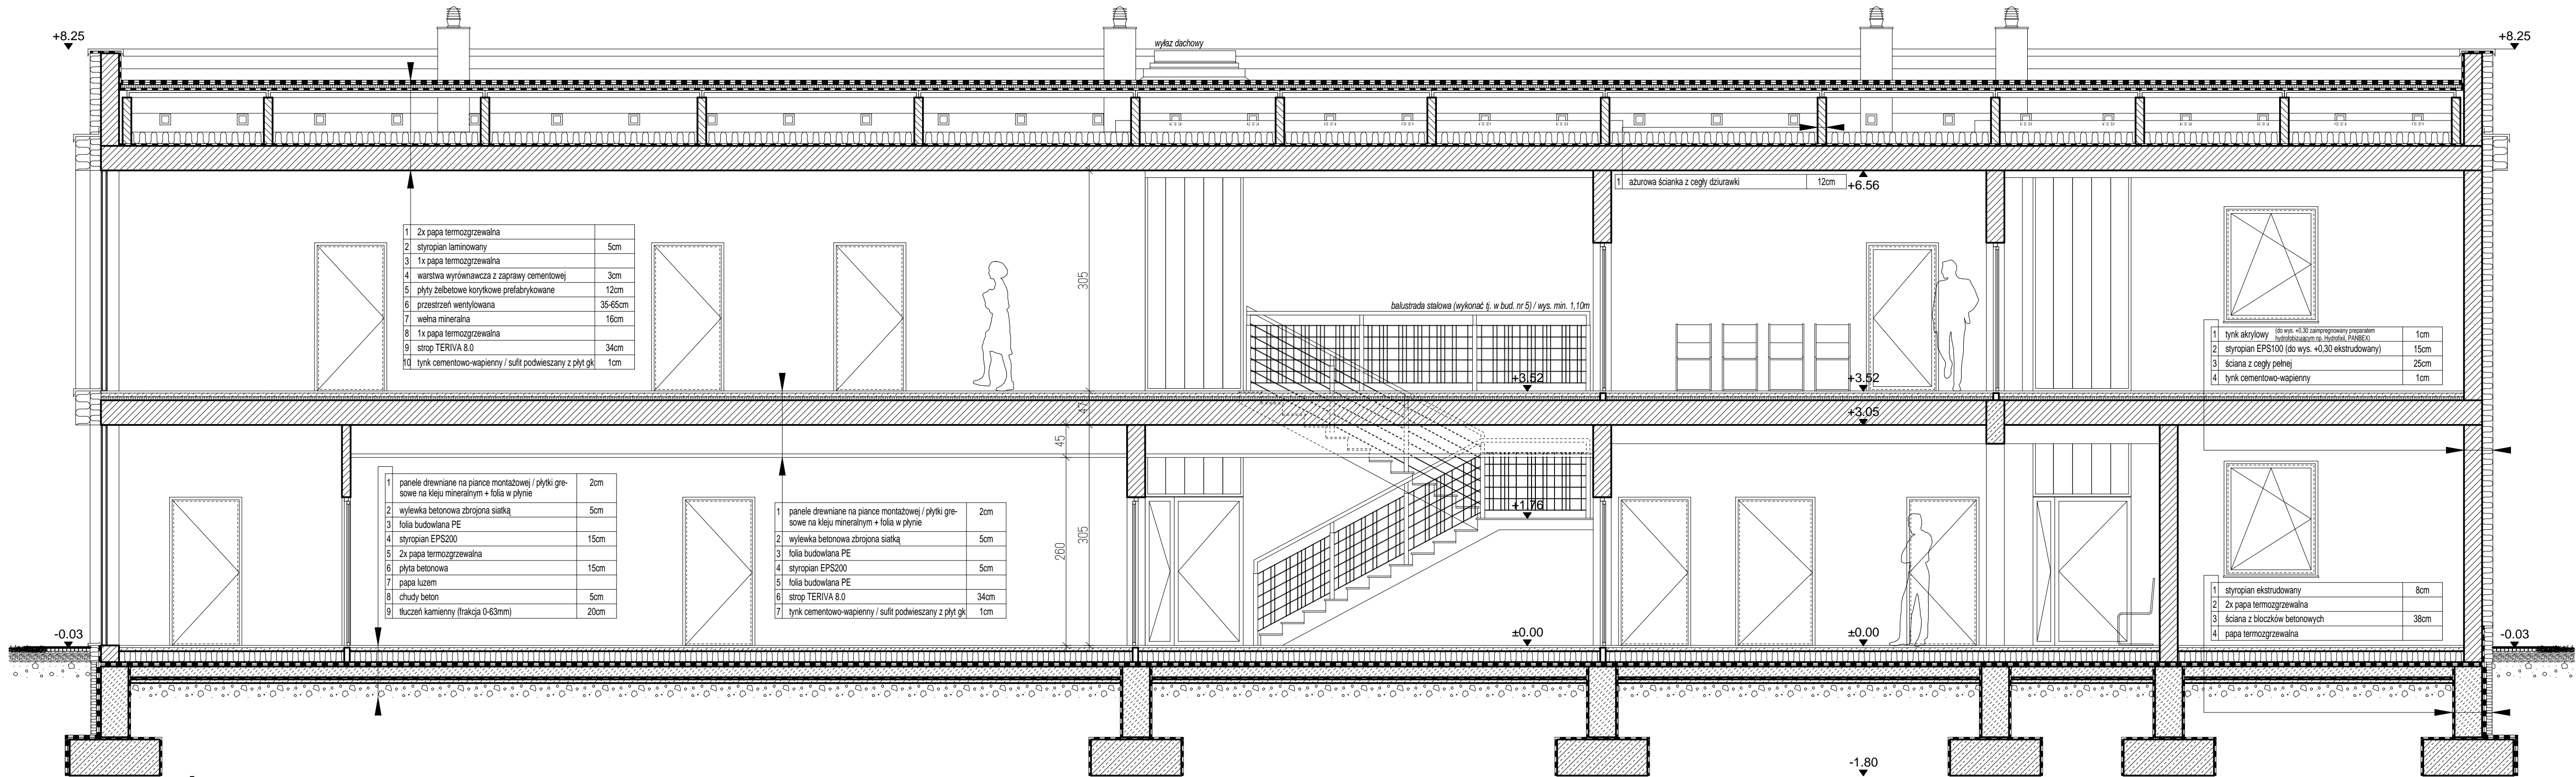 +8.25
wyłaz dachowy
+8.25
1 ażurowa ścianka z cegły dziurawki 12cm
+6.56
1 2x papa termozgrzewalna
2 styropian laminowany 5cm
3 1x papa termozgrzewalna
4 warstwa wyrównawcza z zaprawy cementowej 3cm
5 płyty żelbetowe korytkowe prefabrykowane 12cm
6 przestrzeń wentylowana 35-65cm
7 wełna mineralna 16cm
8 1x papa termozgrzewalna
9 strop TERIVA 8.0 34cm
10 tynk cementowo-wapienny / sufit podwieszany z płyt gk 1cm
305
balustrada stalowa (wykonać tj. w bud. nr 5) / wys. min. 1,10m
1 tynk akrylowy (do wys. +0,30 zaimpregnowany preparatem
hydrofobizującym np. Hydrofixil, PANBEX) 1cm
2 styropian EPS100 (do wys. +0,30 ekstrudowany) 15cm
3 ściana z cegły pełnej 25cm
4 tynk cementowo-wapienny 1cm
+3.52
+3.52
47
+3.05
45
1 panele drewniane na piance montażowej / płytki gre-
sowe na kleju mineralnym + folia w płynie 2cm
2 wylewka betonowa zbrojona siatką 5cm
3 folia budowlana PE
4 styropian EPS200 15cm
5 2x papa termozgrzewalna
6 płyta betonowa 15cm
7 papa luzem
8 chudy beton 5cm
9 tłuczeń kamienny (frakcja 0-63mm) 20cm
1 panele drewniane na piance montażowej / płytki gre-
sowe na kleju mineralnym + folia w płynie 2cm
2 wylewka betonowa zbrojona siatką 5cm
3 folia budowlana PE
4 styropian EPS200 5cm
5 folia budowlana PE
6 strop TERIVA 8.0 34cm
7 tynk cementowo-wapienny / sufit podwieszany z płyt gk 1cm
260
305
+1.76
1 styropian ekstrudowany 8cm
2 2x papa termozgrzewalna
3 ściana z bloczków betonowych 38cm
4 papa termozgrzewalna
-0.03
±0.00
±0.00
-0.03
-1.80